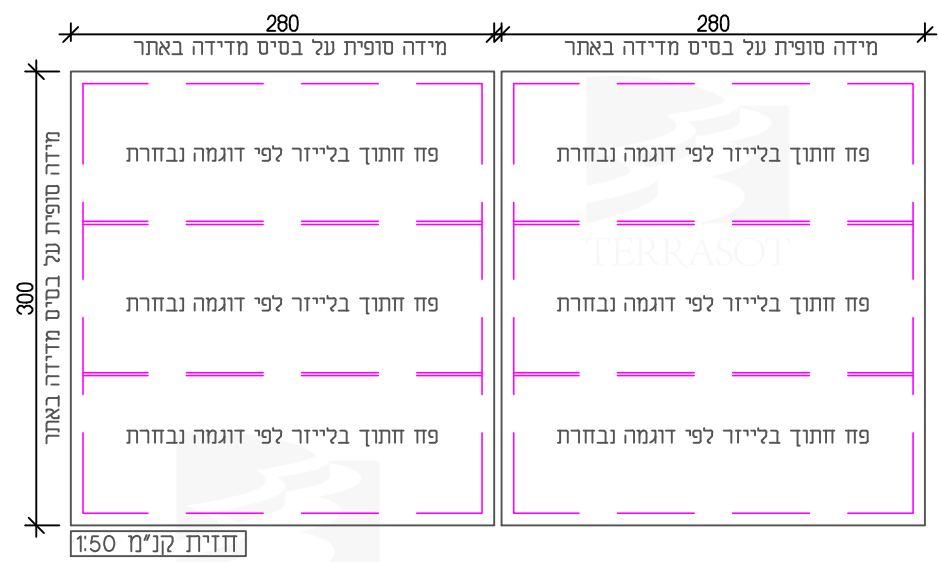 280
280
מידה סופית על בסיס מדידה באתר
מידה סופית על בסיס מדידה באתר
300
מידה סופית על בסיס מדידה באתר
פח חתוך בלייזר לפי דוגמה נבחרת
פח חתוך בלייזר לפי דוגמה נבחרת
TERRASOT
פח חתוך בלייזר לפי דוגמה נבחרת
פח חתוך בלייזר לפי דוגמה נבחרת
פח חתוך בלייזר לפי דוגמה נבחרת
פח חתוך בלייזר לפי דוגמה נבחרת
חזית קנ"מ 1:50